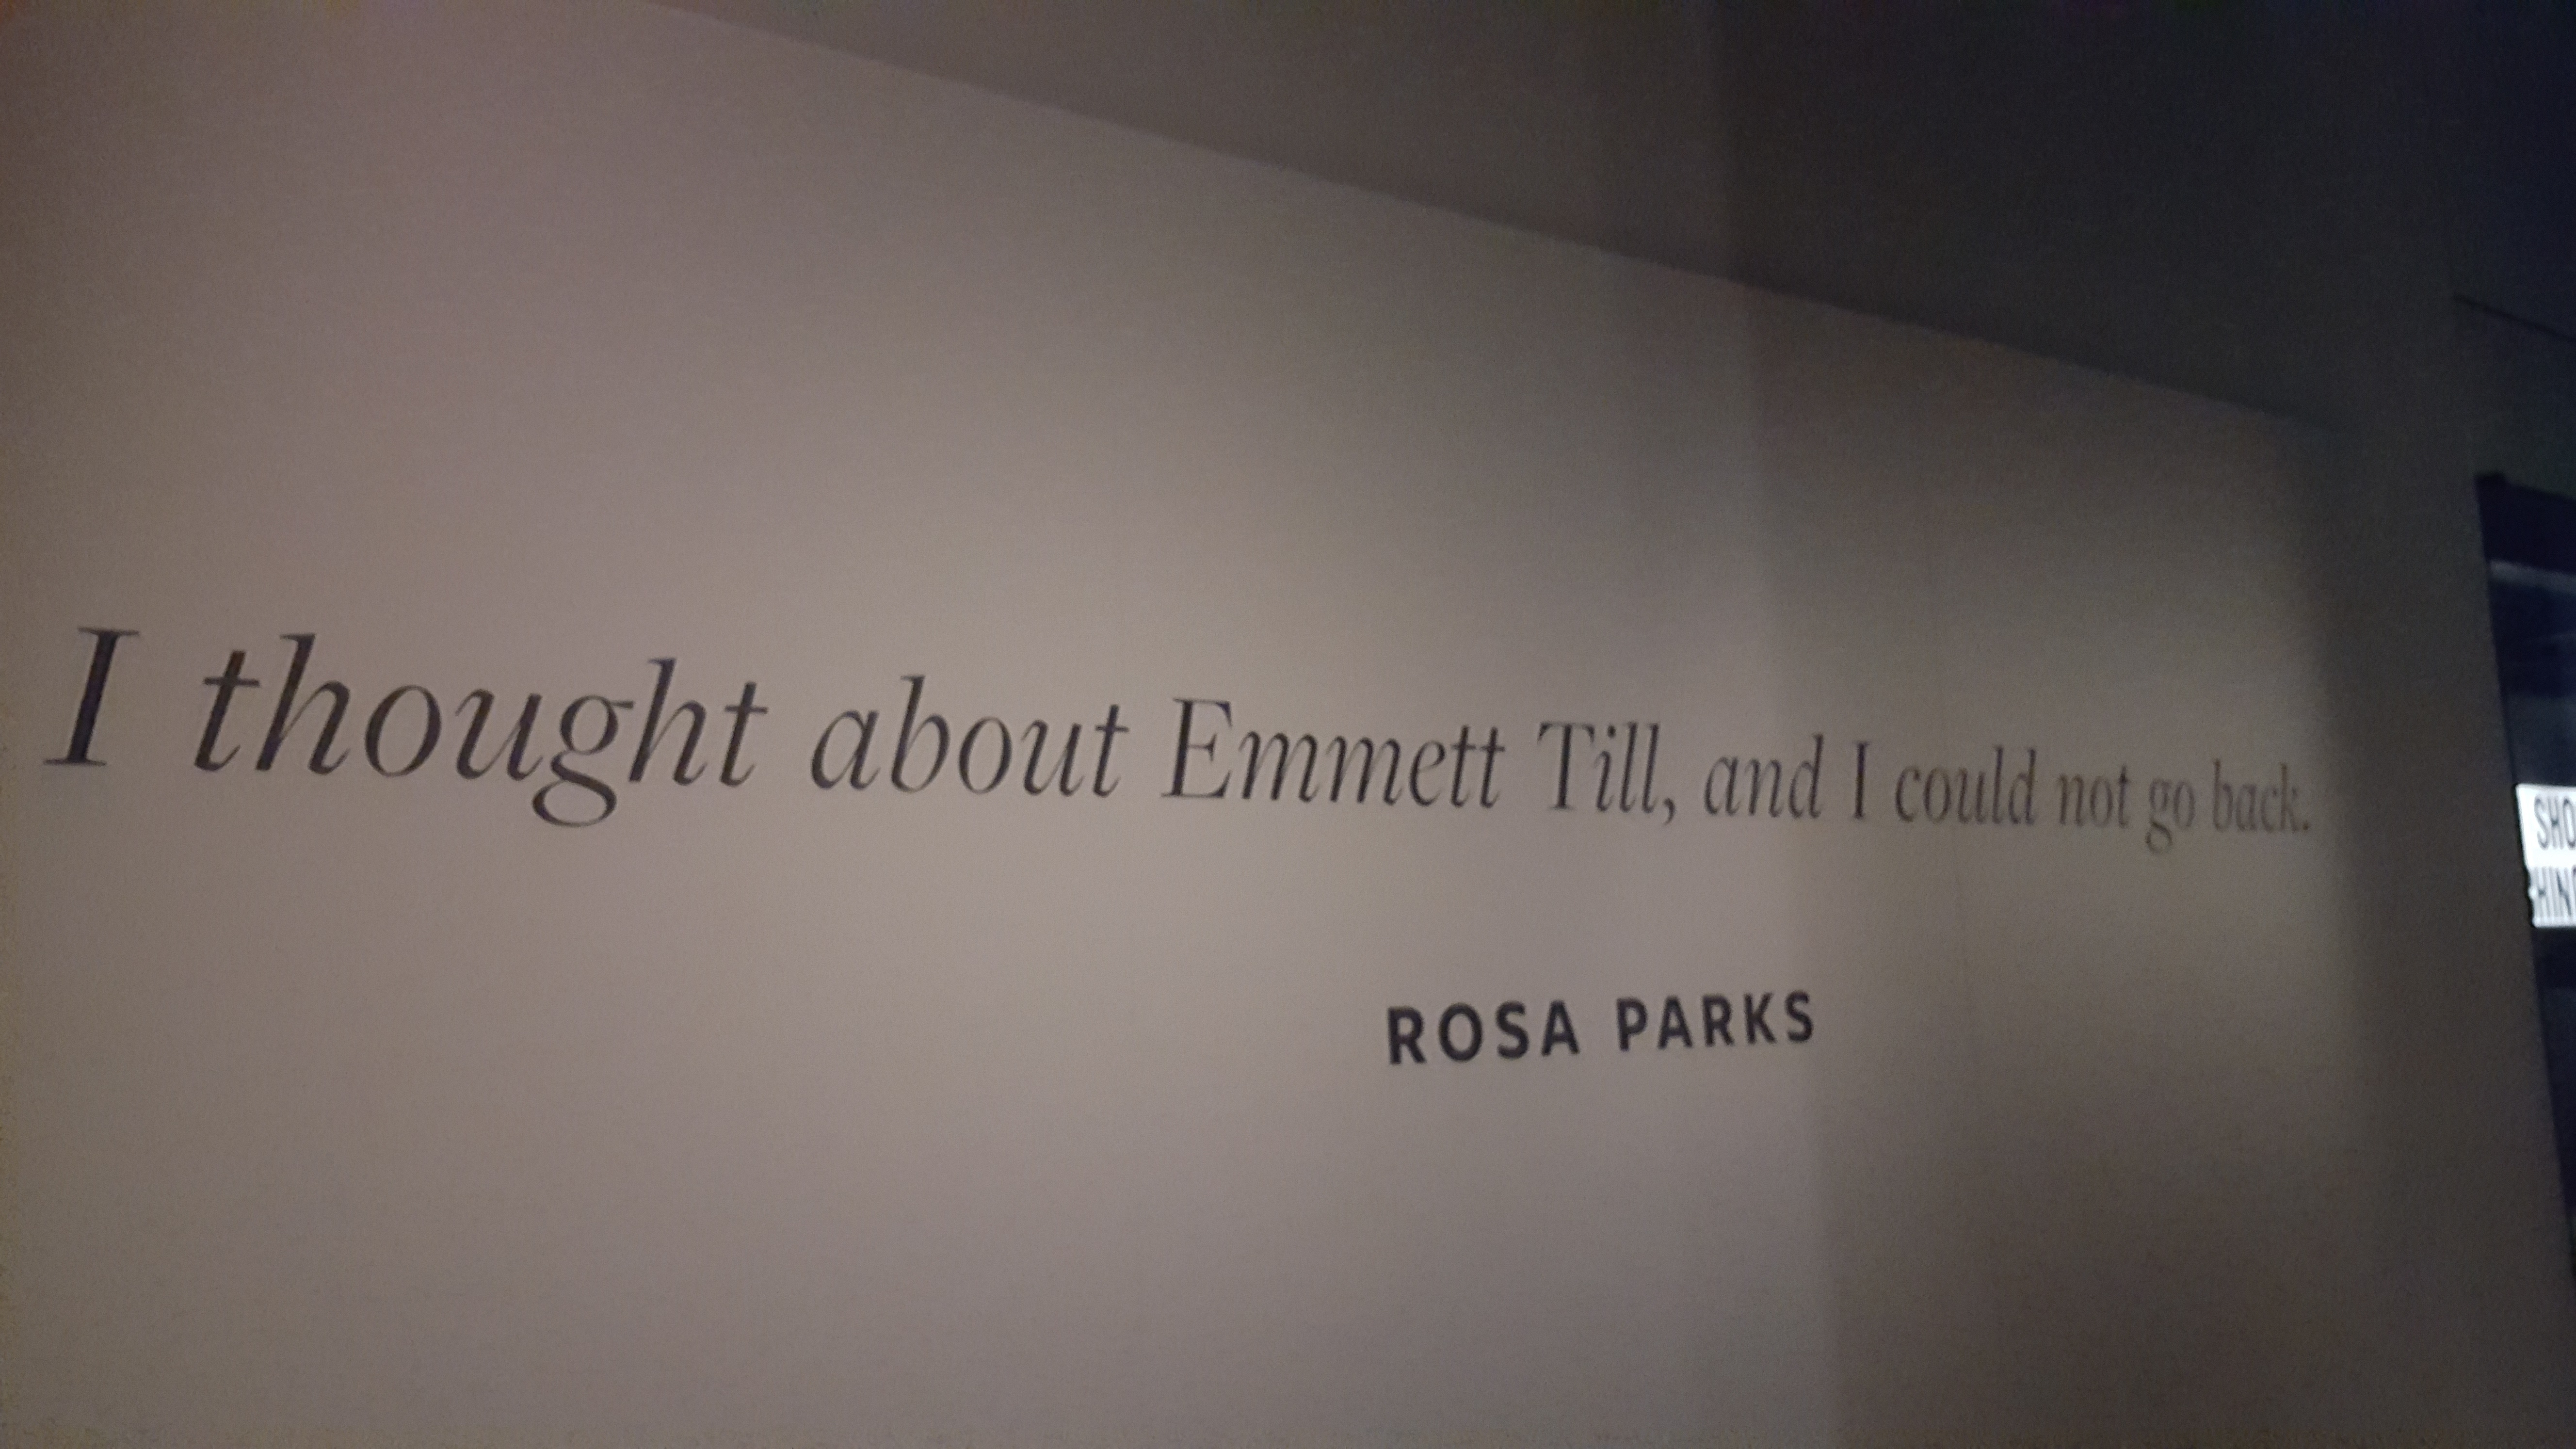 I thought about Emmett Till, and I could not go back.
ROSA PARKS